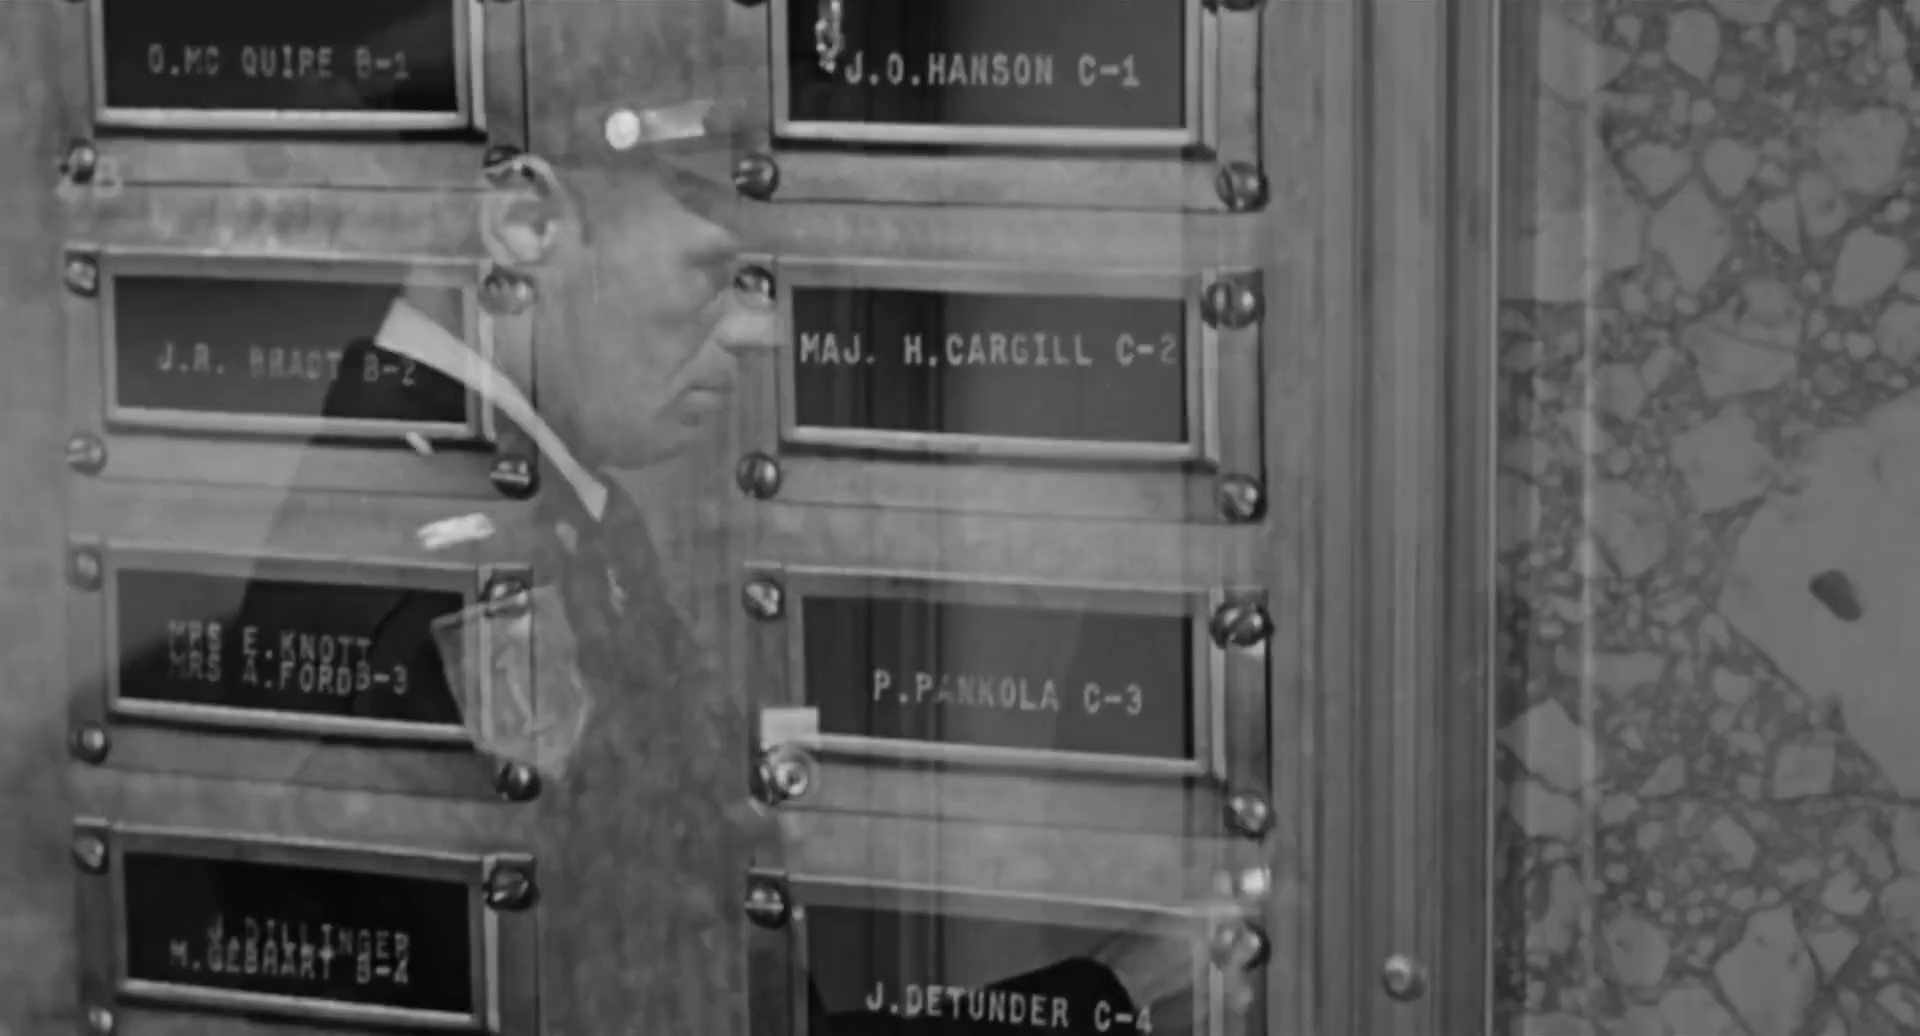 O.MC QUIRE B-1
J.R. BRADT B-2
MRS E.KNOTT
MRS A.FORD B-3
J.DILLINGER
M.GEBHART B-4
J.O.HANSON C-1
MAJ. H.CARGILL C-2
P.PANKOLA C-3
J.DETUNDER C-4